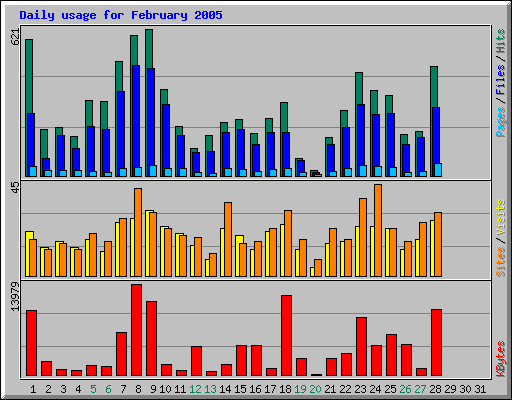 Daily usage for February 2005
621
Pages / Files / Hits
45
Sites / Visits
13979
KBytes
1 2 3 4 5 6 7 8 9 10 11 12 13 14 15 16 17 18 19 20 21 22 23 24 25 26 27 28 29 30 31